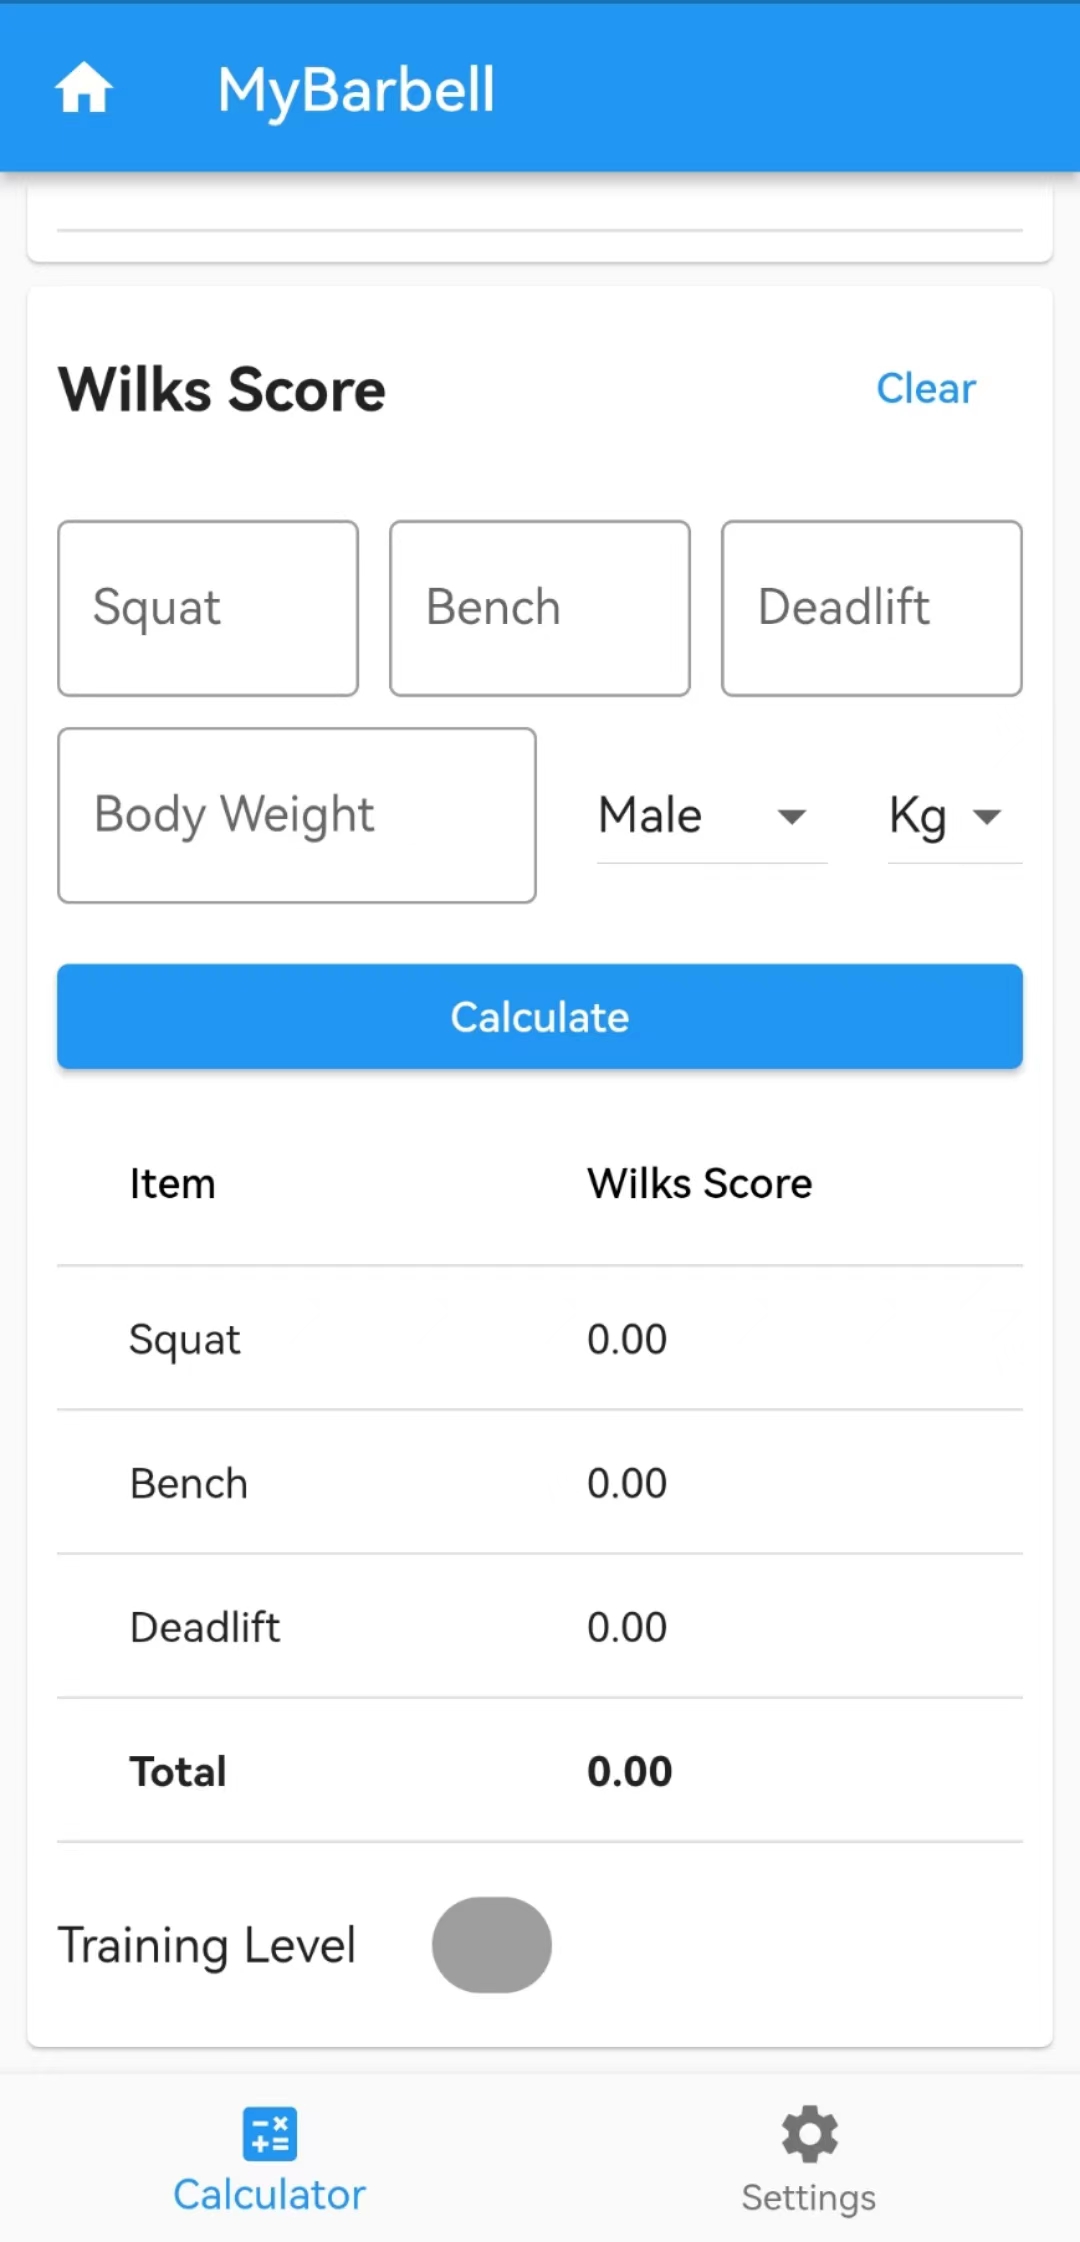 MyBarbell
Wilks Score
Clear
Squat
Bench
Deadlift
Body Weight
Male
Kg
Calculate
Item
Wilks Score
Squat
0.00
Bench
0.00
Deadlift
0.00
Total
0.00
Training Level
Calculator
Settings